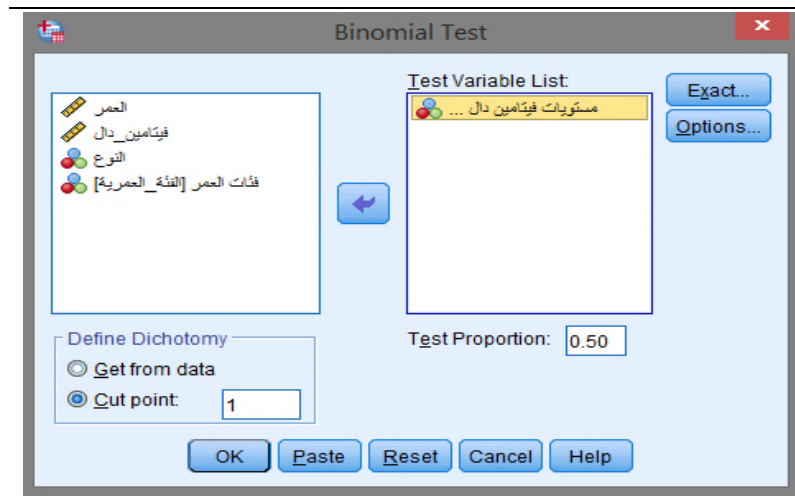 Binomial Test
العمر
فيتامين_دال
النوع
فئات العمر [الفئة_العمرية]
Test Variable List:
مستويات فيتامين دال ...
Exact...
Options...
Define Dichotomy
Get from data
Cut point: 1
Test Proportion: 0.50
OK Paste Reset Cancel Help